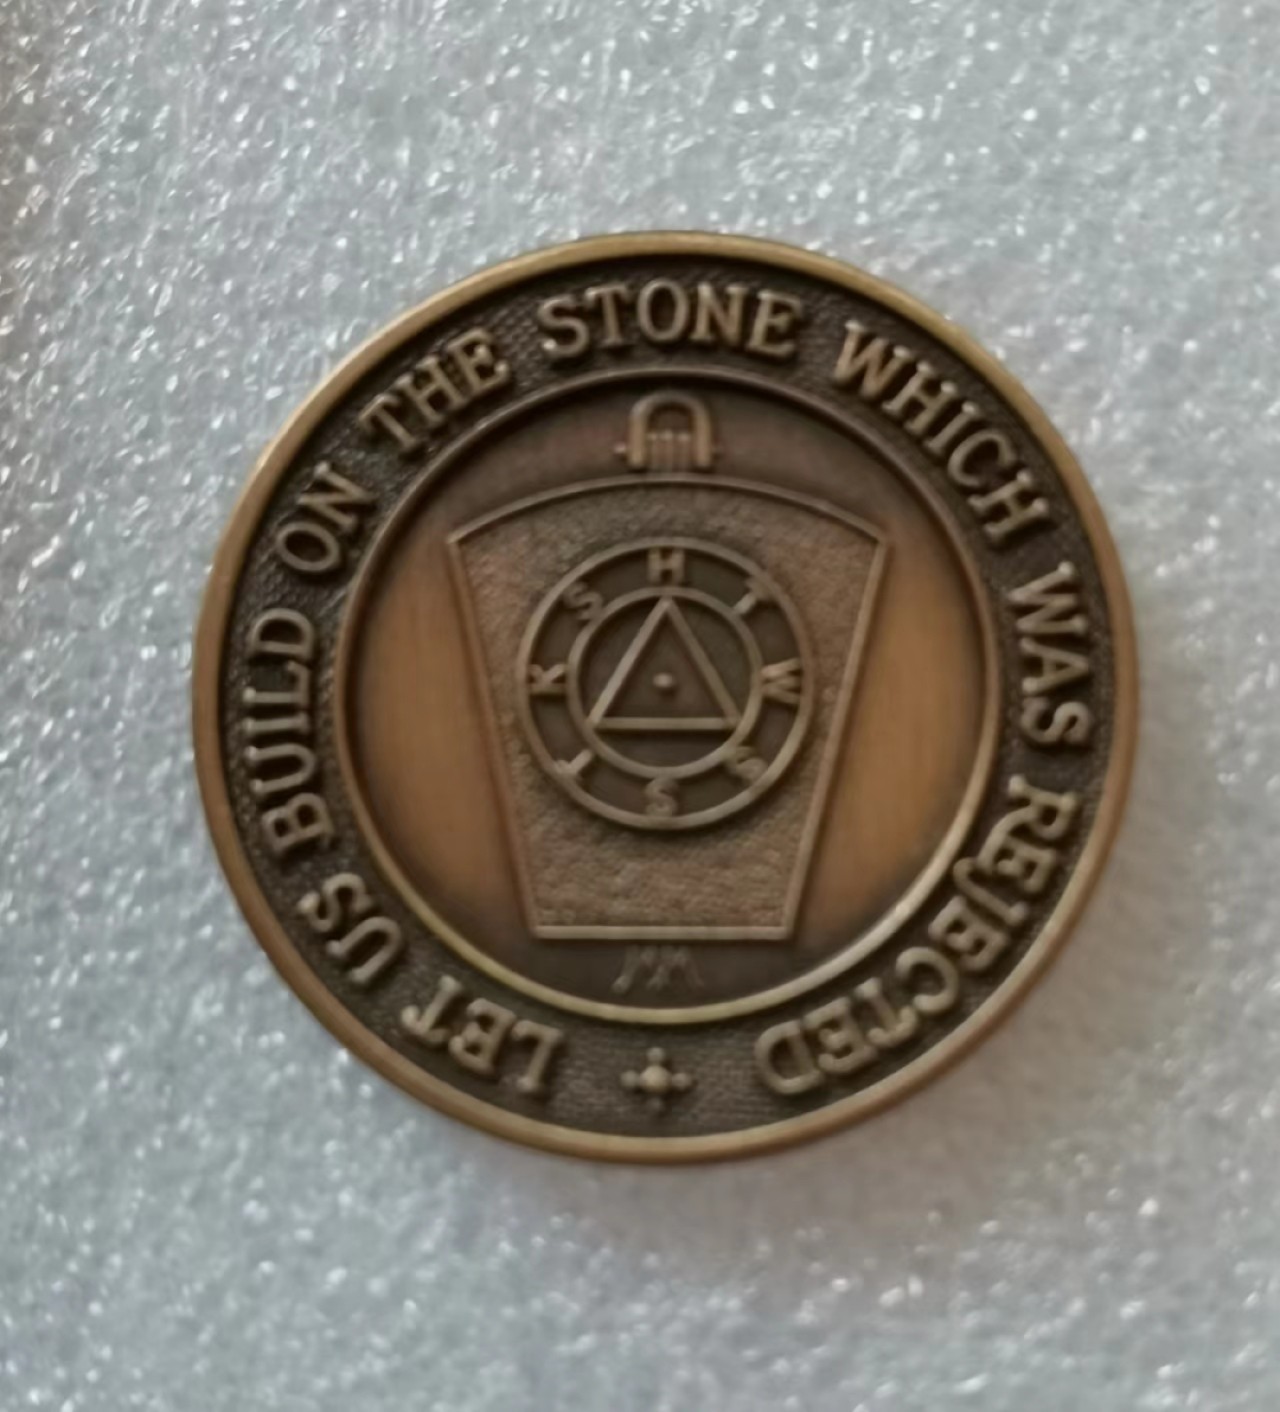 LET US BUILD ON THE STONE WHICH WAS REJECTED
H T W S S T K S